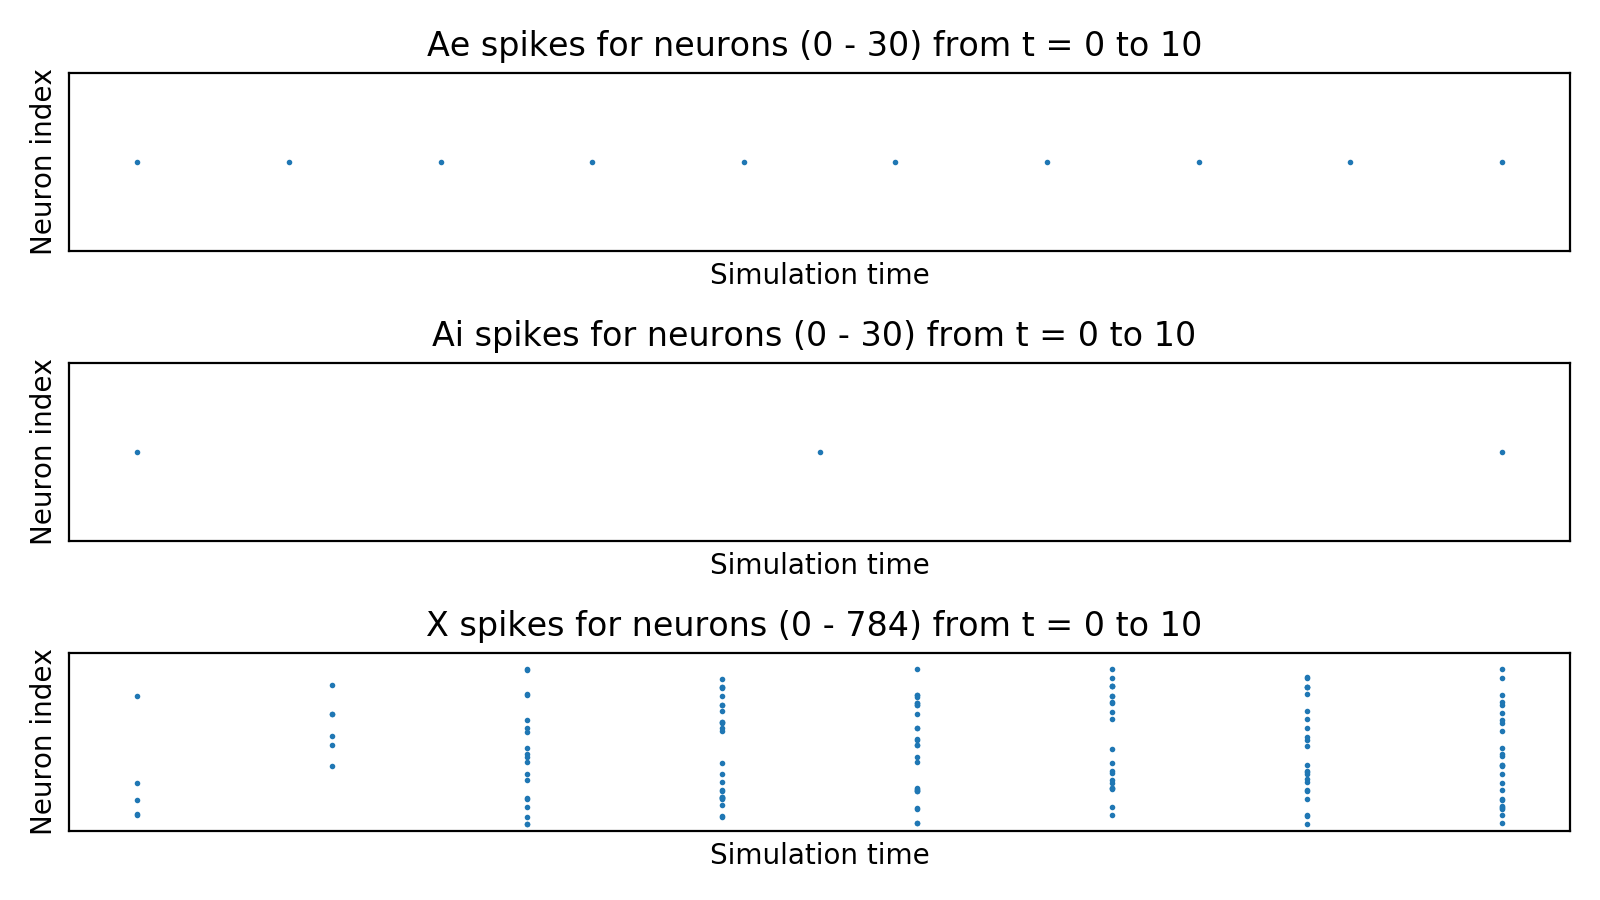 Ae spikes for neurons (0 - 30) from t = 0 to 10
Neuron index
Simulation time
Ai spikes for neurons (0 - 30) from t = 0 to 10
Neuron index
Simulation time
X spikes for neurons (0 - 784) from t = 0 to 10
Neuron index
Simulation time